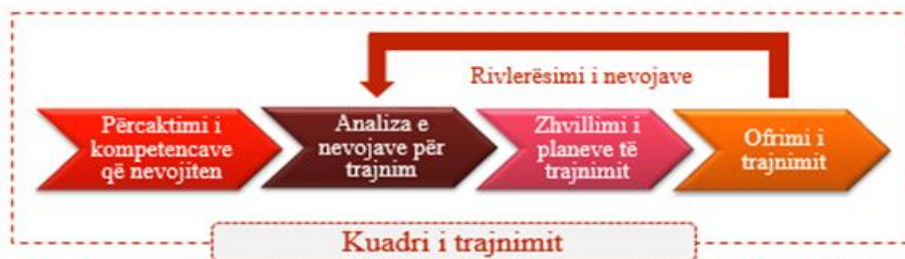 Rivlerësimi i nevojave
Përcaktimi i
kompetencave
që nevojiten
Analiza e
nevojave për
trajnim
Zhvillimi i
planeve të
trajnimit
Ofrimi i
trajnimit
Kuadri i trajnimit